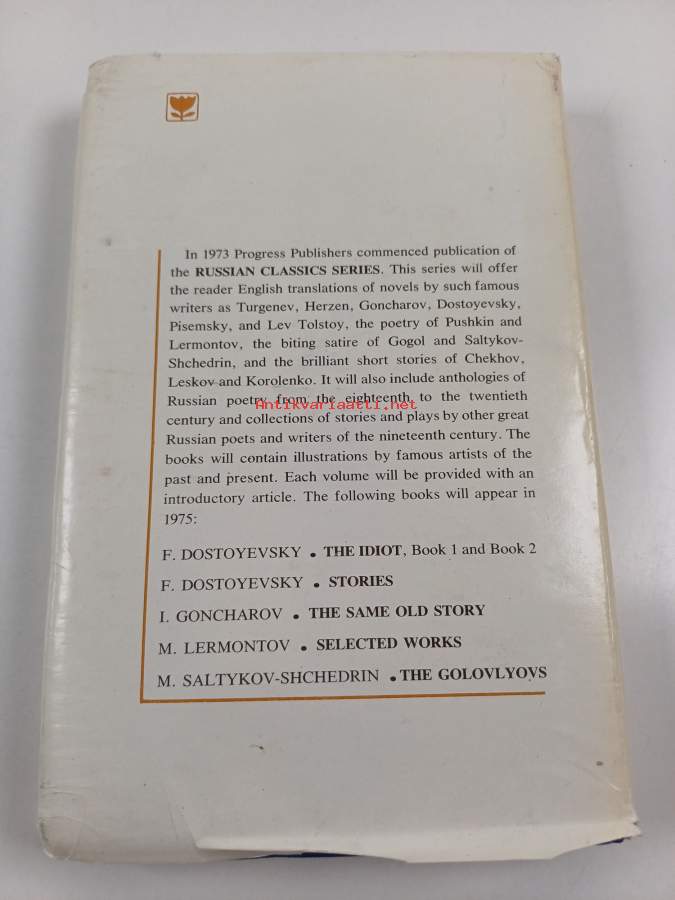 In 1973 Progress Publishers commenced publication of
the RUSSIAN CLASSICS SERIES. This series will offer
the reader English translations of novels by such famous
writers as Turgenev, Herzen, Goncharov, Dostoyevsky,
Pisemsky, and Lev Tolstoy, the poetry of Pushkin and
Lermontov, the biting satire of Gogol and Saltykov-
Shchedrin, and the brilliant short stories of Chekhov,
Leskov and Korolenko. It will also include anthologies of
Russian poetry from the eighteenth to the twentieth
Antikvariaatti.net
century and collections of stories and plays by other great
Russian poets and writers of the nineteenth century. The
books will contain illustrations by famous artists of the
past and present. Each volume will be provided with an
introductory article. The following books will appear in
1975:
F. DOSTOYEVSKY • THE IDIOT, Book 1 and Book 2
F. DOSTOYEVSKY • STORIES
I. GONCHAROV • THE SAME OLD STORY
M. LERMONTOV • SELECTED WORKS
M. SALTYKOV-SHCHEDRIN • THE GOLOVLYOVS